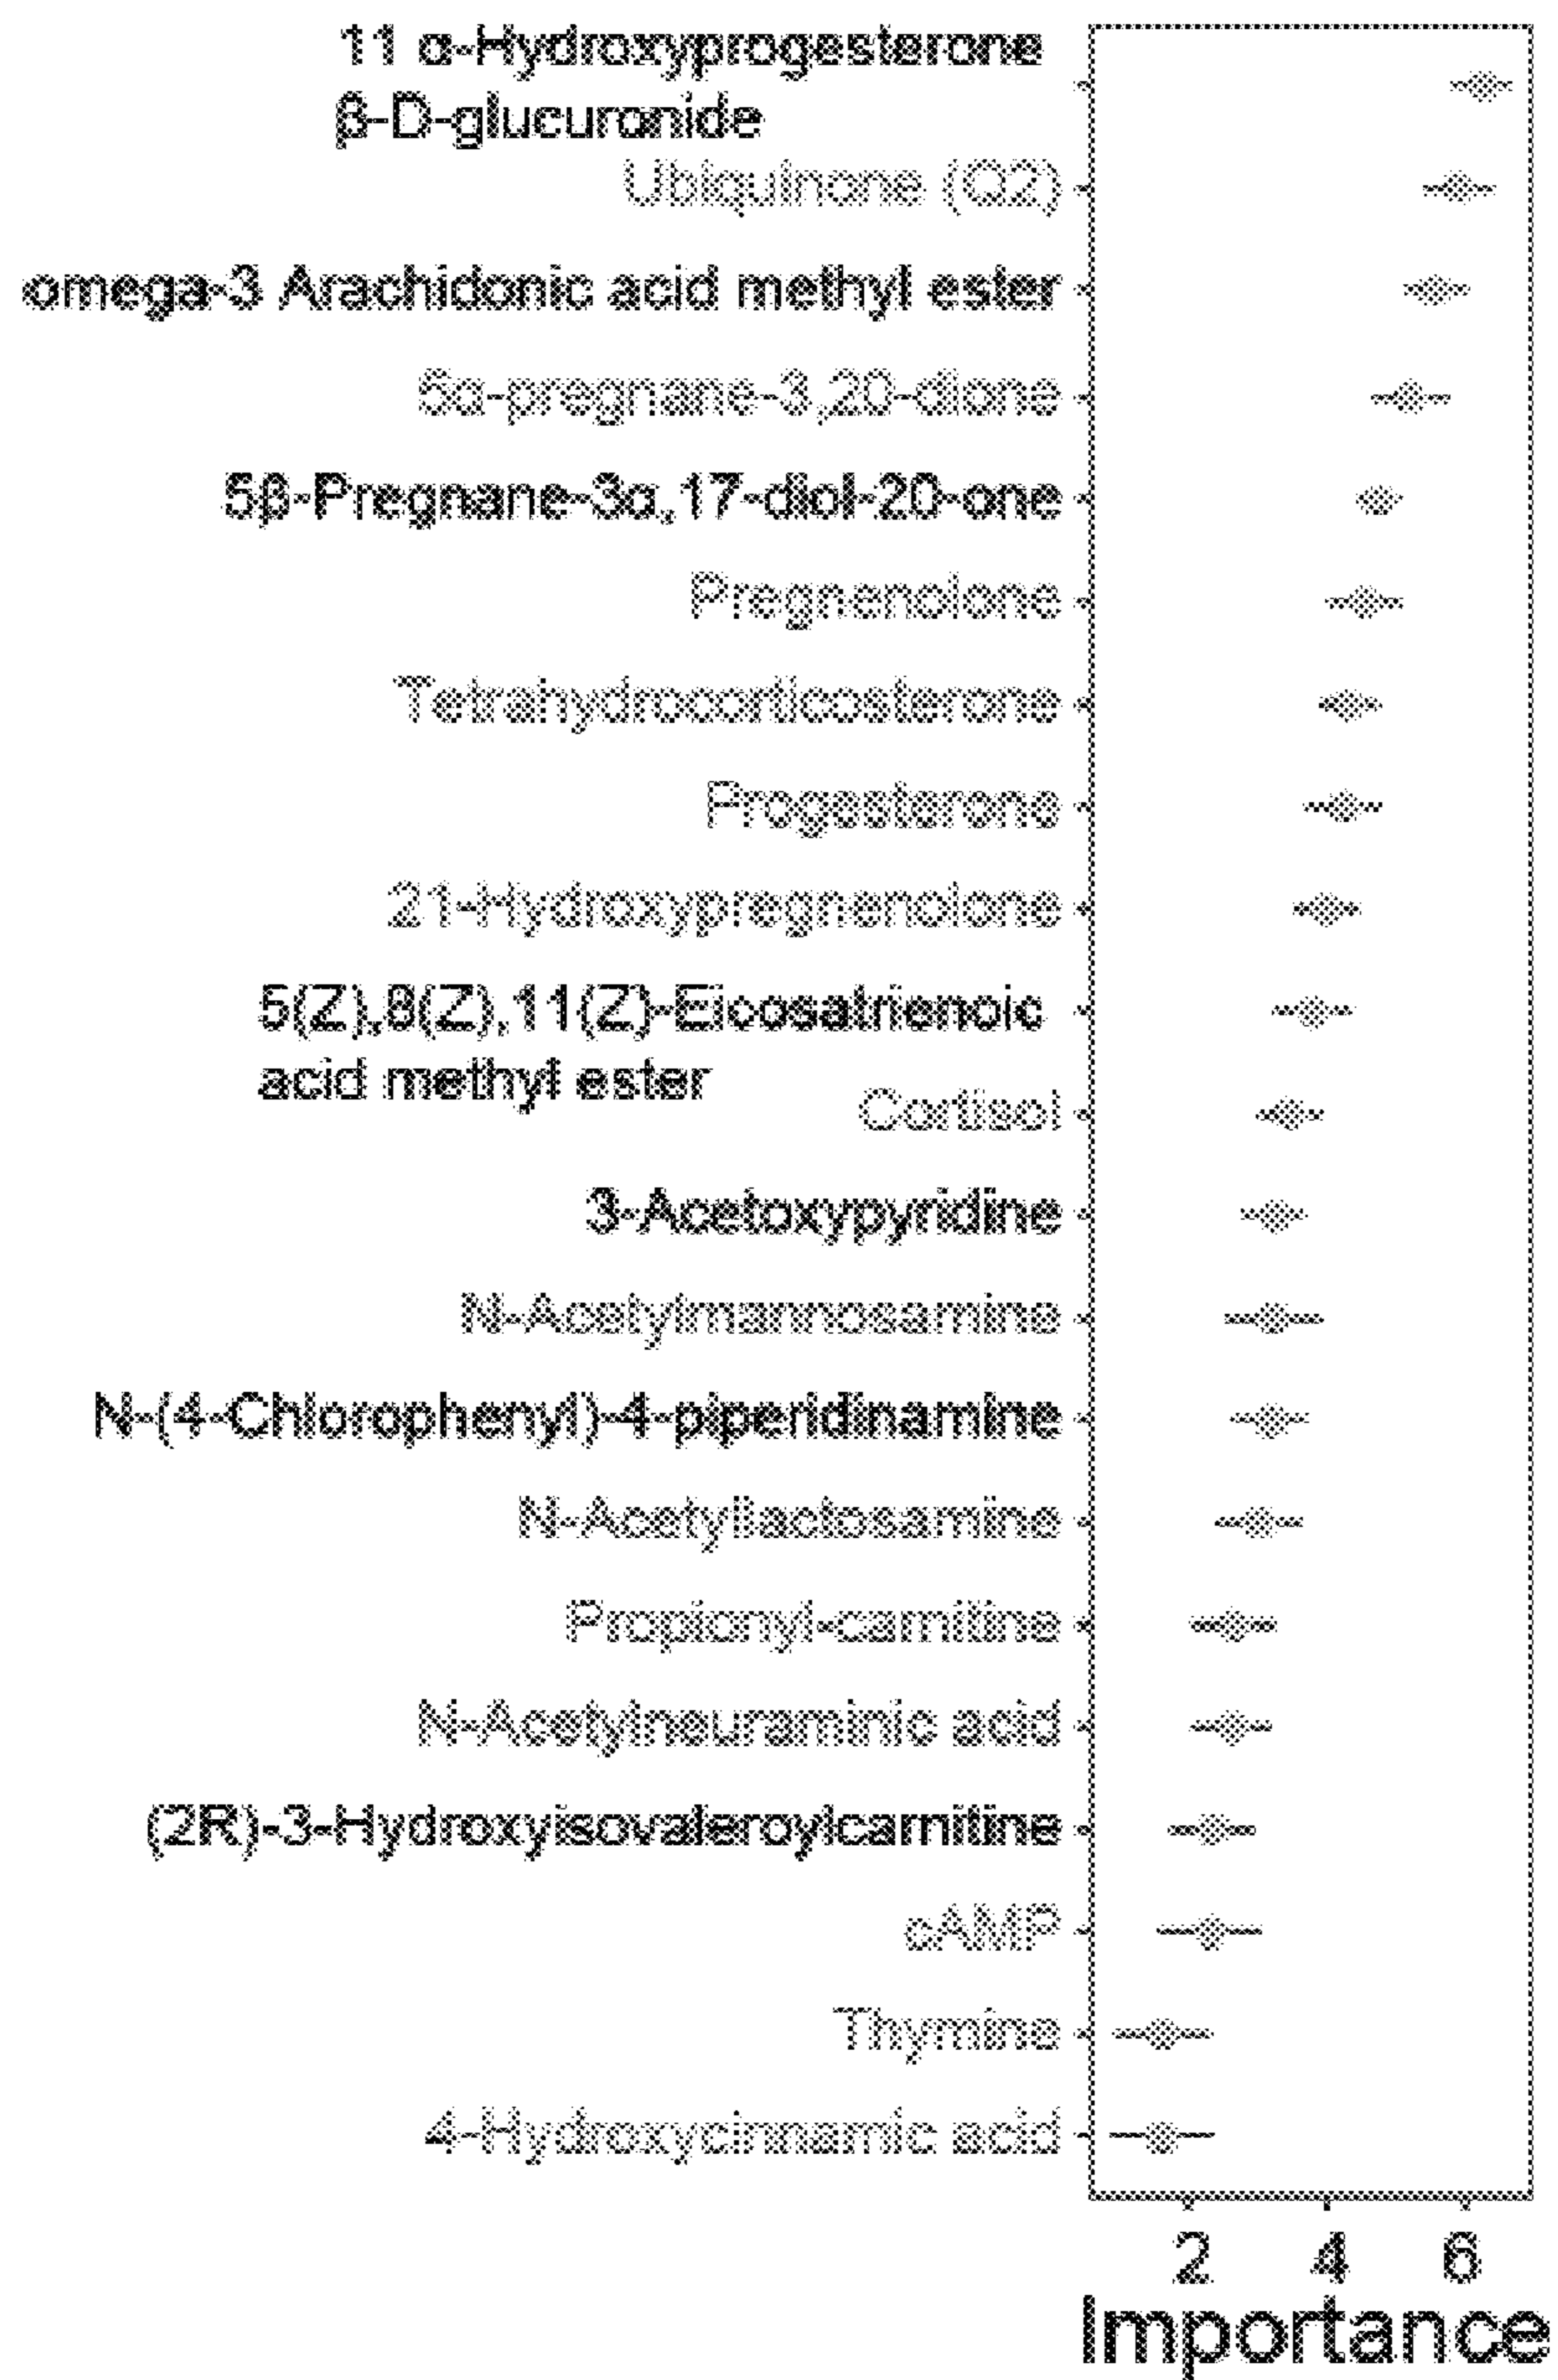 11 α-Hydroxyprogesterone
β-D-glucuronide
Ubiquinone (Q2)
omega-3 Arachidonic acid methyl ester
5α-pregnane-3,20-dione
5β-Pregnane-3α,17-diol-20-one
Pregnenolone
Tetrahydrocorticosterone
Progesterone
21-Hydroxypregnenolone
5(Z),8(Z),11(Z)-Eicosatrienoic
acid methyl ester
Cortisol
3-Acetoxypyridine
N-Acetylmannosamine
N-(4-Chlorophenyl)-4-piperidinamine
N-Acetyllactosamine
Propionyl-carnitine
N-Acetylneuraminic acid
(2R)-3-Hydroxyisovaleroylcarnitine
cAMP
Thymine
4-Hydroxycinnamic acid
2 4 6
Importance